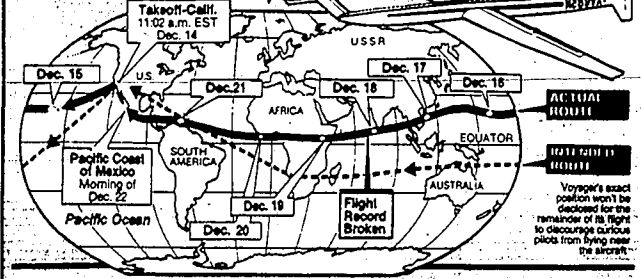 Takeoff-Calif.
11:02 a.m. EST
Dec. 14
Dec. 15
U.S.
USSR
Dec. 17
Dec. 16
Dec. 21
Dec. 18
AFRICA
ACTUAL
ROUTE
EQUATOR
SOUTH
AMERICA
INTENDED
ROUTE
Pacific Coast
of Mexico
Morning of
Dec. 22
AUSTRALIA
Pacific Ocean
Dec. 19
Dec. 20
Flight
Record
Broken
Voyager's exact
position won't be
disclosed for the
remainder of its flight
to discourage curious
pilots from flying near
the aircraft